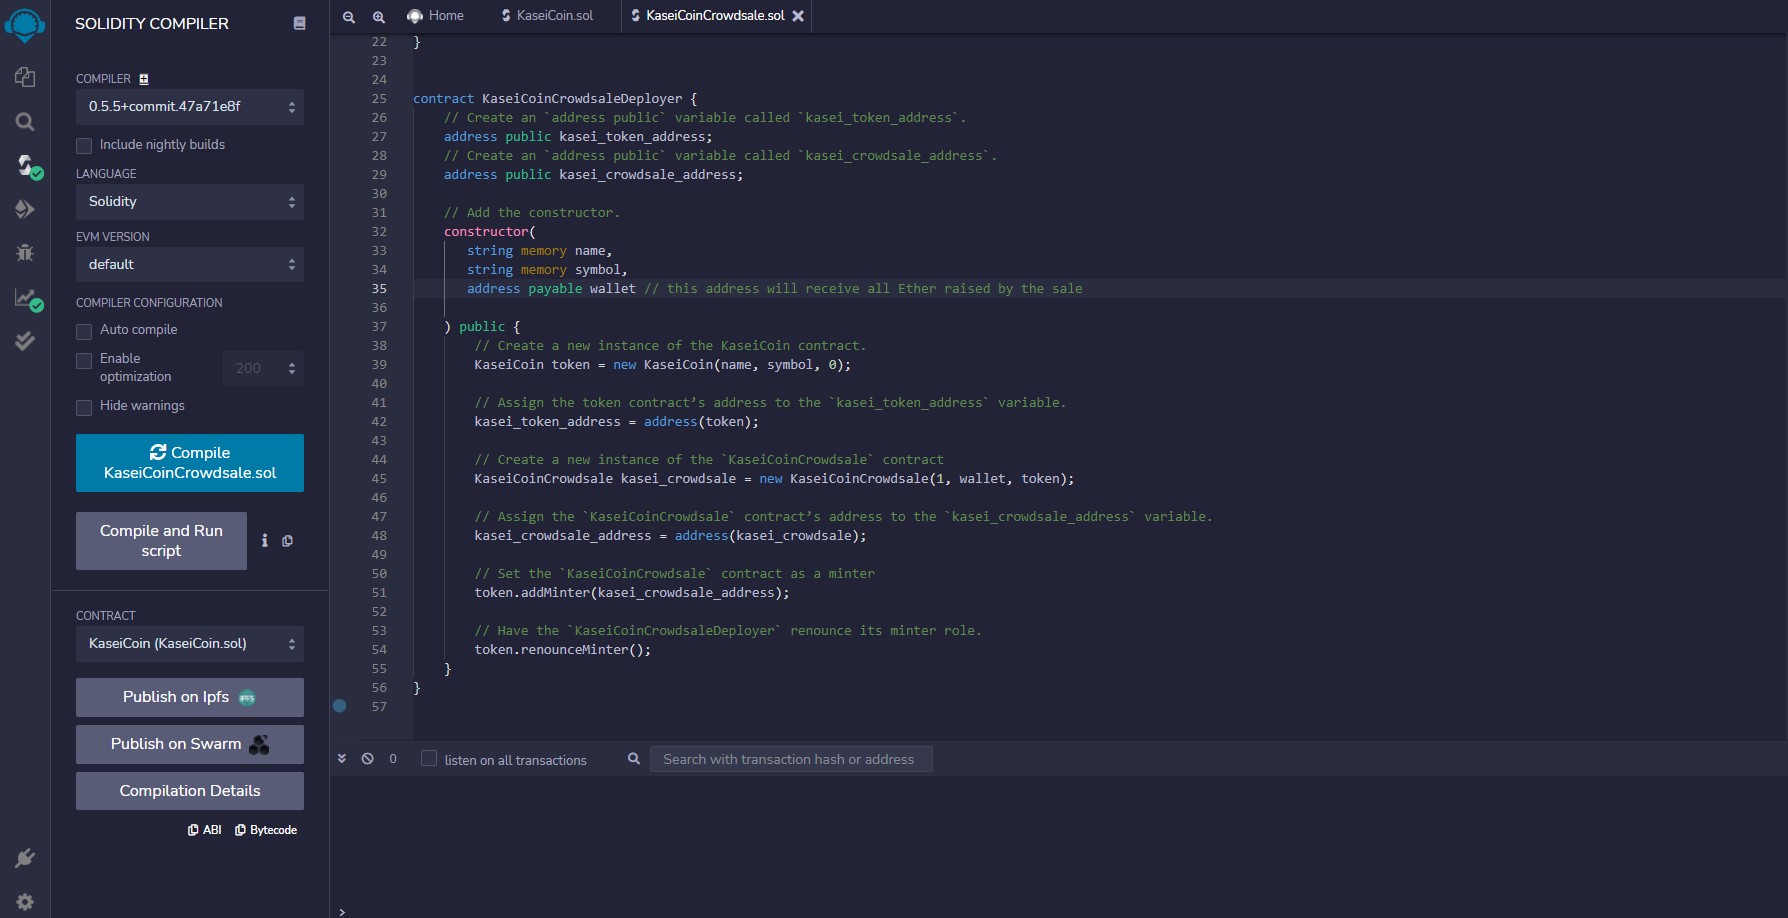 SOLIDITY COMPILER
COMPILER
0.5.5+commit.47a71e8f
Include nightly builds
LANGUAGE
Solidity
EVM VERSION
default
COMPILER CONFIGURATION
Auto compile
Enable
optimization
200
Hide warnings
Compile
KaseiCoinCrowdsale.sol
Compile and Run
script
CONTRACT
KaseiCoin (KaseiCoin.sol)
Publish on Ipfs IPFS
Publish on Swarm
Compilation Details
ABI Bytecode
Home KaseiCoin.sol KaseiCoinCrowdsale.sol
22 }
23
24
25 contract KaseiCoinCrowdsaleDeployer {
26 // Create an `address public` variable called `kasei_token_address`.
27 address public kasei_token_address;
28 // Create an `address public` variable called `kasei_crowdsale_address`.
29 address public kasei_crowdsale_address;
30
31 // Add the constructor.
32 constructor(
33 string memory name,
34 string memory symbol,
35 address payable wallet // this address will receive all Ether raised by the sale
36
37 ) public {
38 // Create a new instance of the KaseiCoin contract.
39 KaseiCoin token = new KaseiCoin(name, symbol, 0);
40
41 // Assign the token contract’s address to the `kasei_token_address` variable.
42 kasei_token_address = address(token);
43
44 // Create a new instance of the `KaseiCoinCrowdsale` contract
45 KaseiCoinCrowdsale kasei_crowdsale = new KaseiCoinCrowdsale(1, wallet, token);
46
47 // Assign the `KaseiCoinCrowdsale` contract’s address to the `kasei_crowdsale_address` variable.
48 kasei_crowdsale_address = address(kasei_crowdsale);
49
50 // Set the `KaseiCoinCrowdsale` contract as a minter
51 token.addMinter(kasei_crowdsale_address);
52
53 // Have the `KaseiCoinCrowdsaleDeployer` renounce its minter role.
54 token.renounceMinter();
55 }
56 }
57
0 listen on all transactions Search with transaction hash or address
>